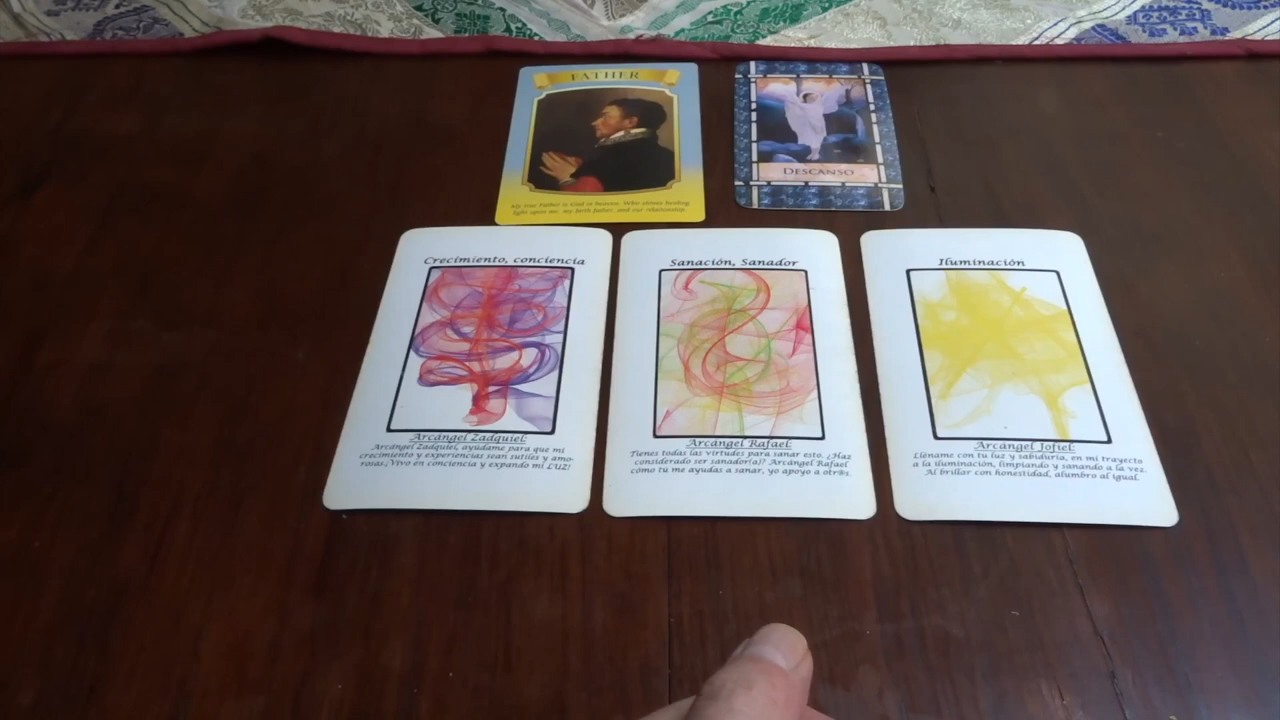 FATHER
My true Father is God in heaven, Who shines healing
light upon me, my birth father, and our relationship.
DESCANSO
Crecimiento, conciencia
Arcángel Zadquiel:
Arcángel Zadquiel, ayúdame para que mi
crecimiento y experiencias sean sutiles y amo-
rosas. ¡Vivo en conciencia y expando mi LUZ!
Sanación, Sanador
Arcángel Rafael:
Tienes todas las virtudes para sanar esto. ¿Haz
considerado ser sanador(a)? Arcángel Rafael
cómo tú me ayudas a sanar, yo apoyo a otr@s.
Iluminación
Arcángel Jofiel:
Lléname con tu luz y sabiduría, en mi trayecto
a la iluminación, limpiando y sanando a la vez.
Al brillar con honestidad, alumbro al igual.